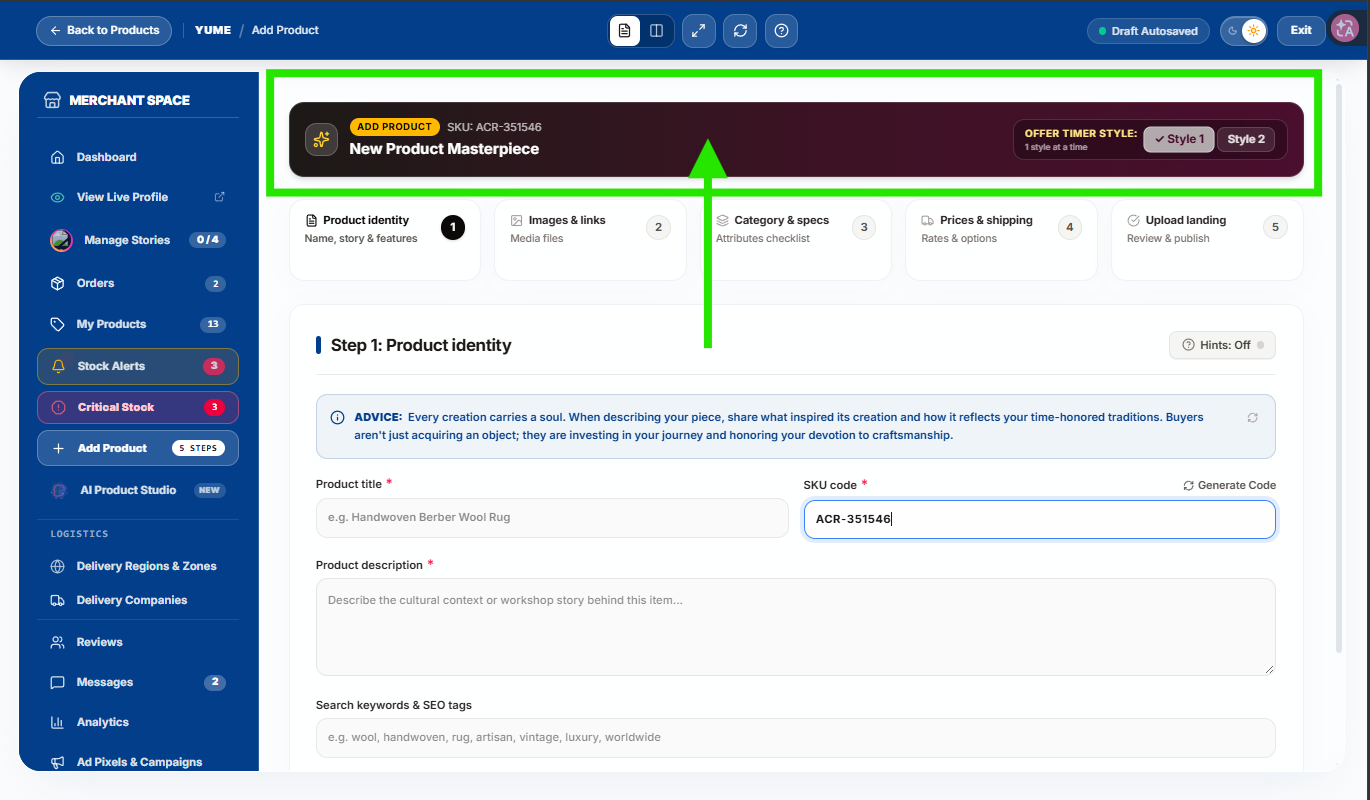 Back to Products
YUME / Add Product
Draft Autosaved
Exit
MERCHANT SPACE
Dashboard
View Live Profile
Manage Stories 0 / 4
Orders 2
My Products 13
Stock Alerts 3
Critical Stock 3
Add Product 5 STEPS
AI Product Studio NEW
LOGISTICS
Delivery Regions & Zones
Delivery Companies
Reviews
Messages 2
Analytics
Ad Pixels & Campaigns
ADD PRODUCT SKU: ACR-351546
New Product Masterpiece
OFFER TIMER STYLE:
1 style at a time
Style 1
Style 2
Product identity
Name, story & features
1
Images & links
Media files
2
Category & specs
Attributes checklist
3
Prices & shipping
Rates & options
4
Upload landing
Review & publish
5
Step 1: Product identity
Hints: Off
ADVICE: Every creation carries a soul. When describing your piece, share what inspired its creation and how it reflects your time-honored traditions. Buyers
aren't just acquiring an object; they are investing in your journey and honoring your devotion to craftsmanship.
Product title *
e.g. Handwoven Berber Wool Rug
SKU code *
Generate Code
ACR-351546
Product description *
Describe the cultural context or workshop story behind this item...
Search keywords & SEO tags
e.g. wool, handwoven, rug, artisan, vintage, luxury, worldwide